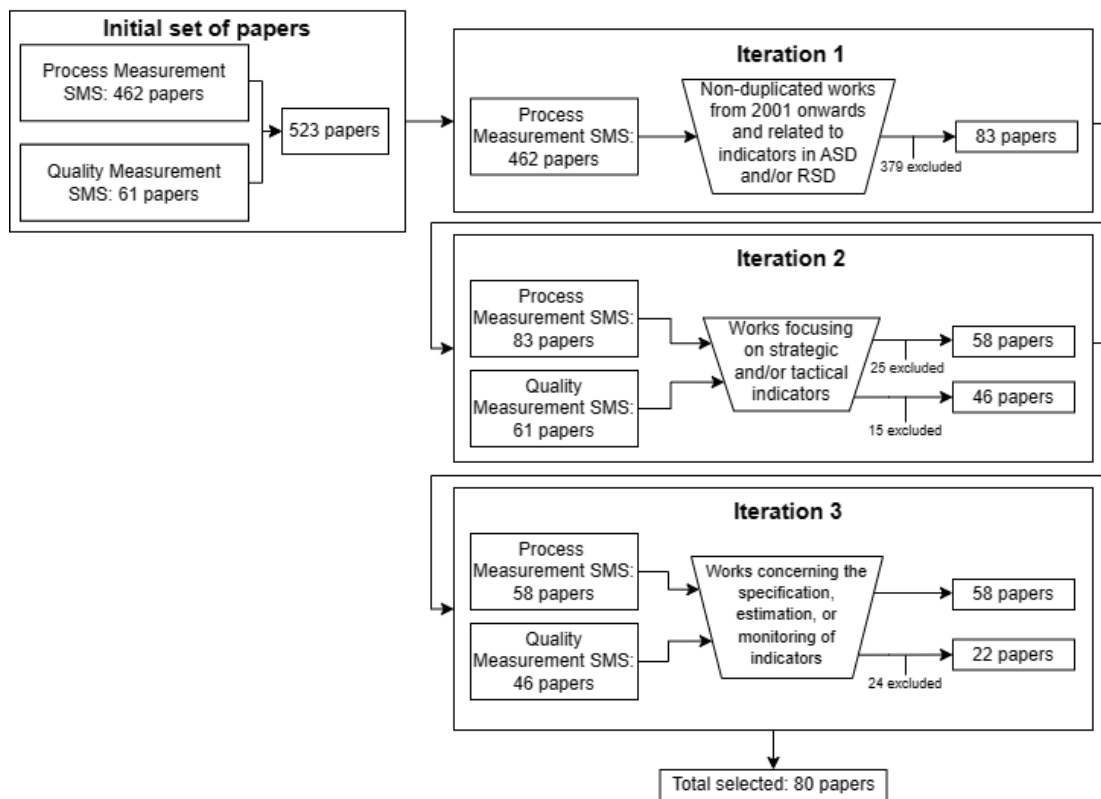 Initial set of papers
Process Measurement
SMS: 462 papers
523 papers
Quality Measurement
SMS: 61 papers
Iteration 1
Process
Measurement SMS:
462 papers
Non-duplicated works
from 2001 onwards
and related to
indicators in ASD
and/or RSD
379 excluded
83 papers
Iteration 2
Process
Measurement SMS:
83 papers
Quality
Measurement SMS:
61 papers
Works focusing
on strategic
and/or tactical
indicators
58 papers
25 excluded
46 papers
15 excluded
Iteration 3
Process
Measurement SMS:
58 papers
Quality
Measurement SMS:
46 papers
Works concerning the
specification,
estimation, or
monitoring of
indicators
58 papers
22 papers
24 excluded
Total selected: 80 papers